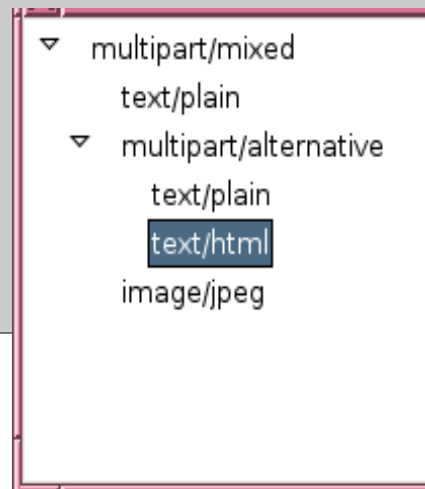 multipart/mixed
text/plain
multipart/alternative
text/plain
text/html
image/jpeg